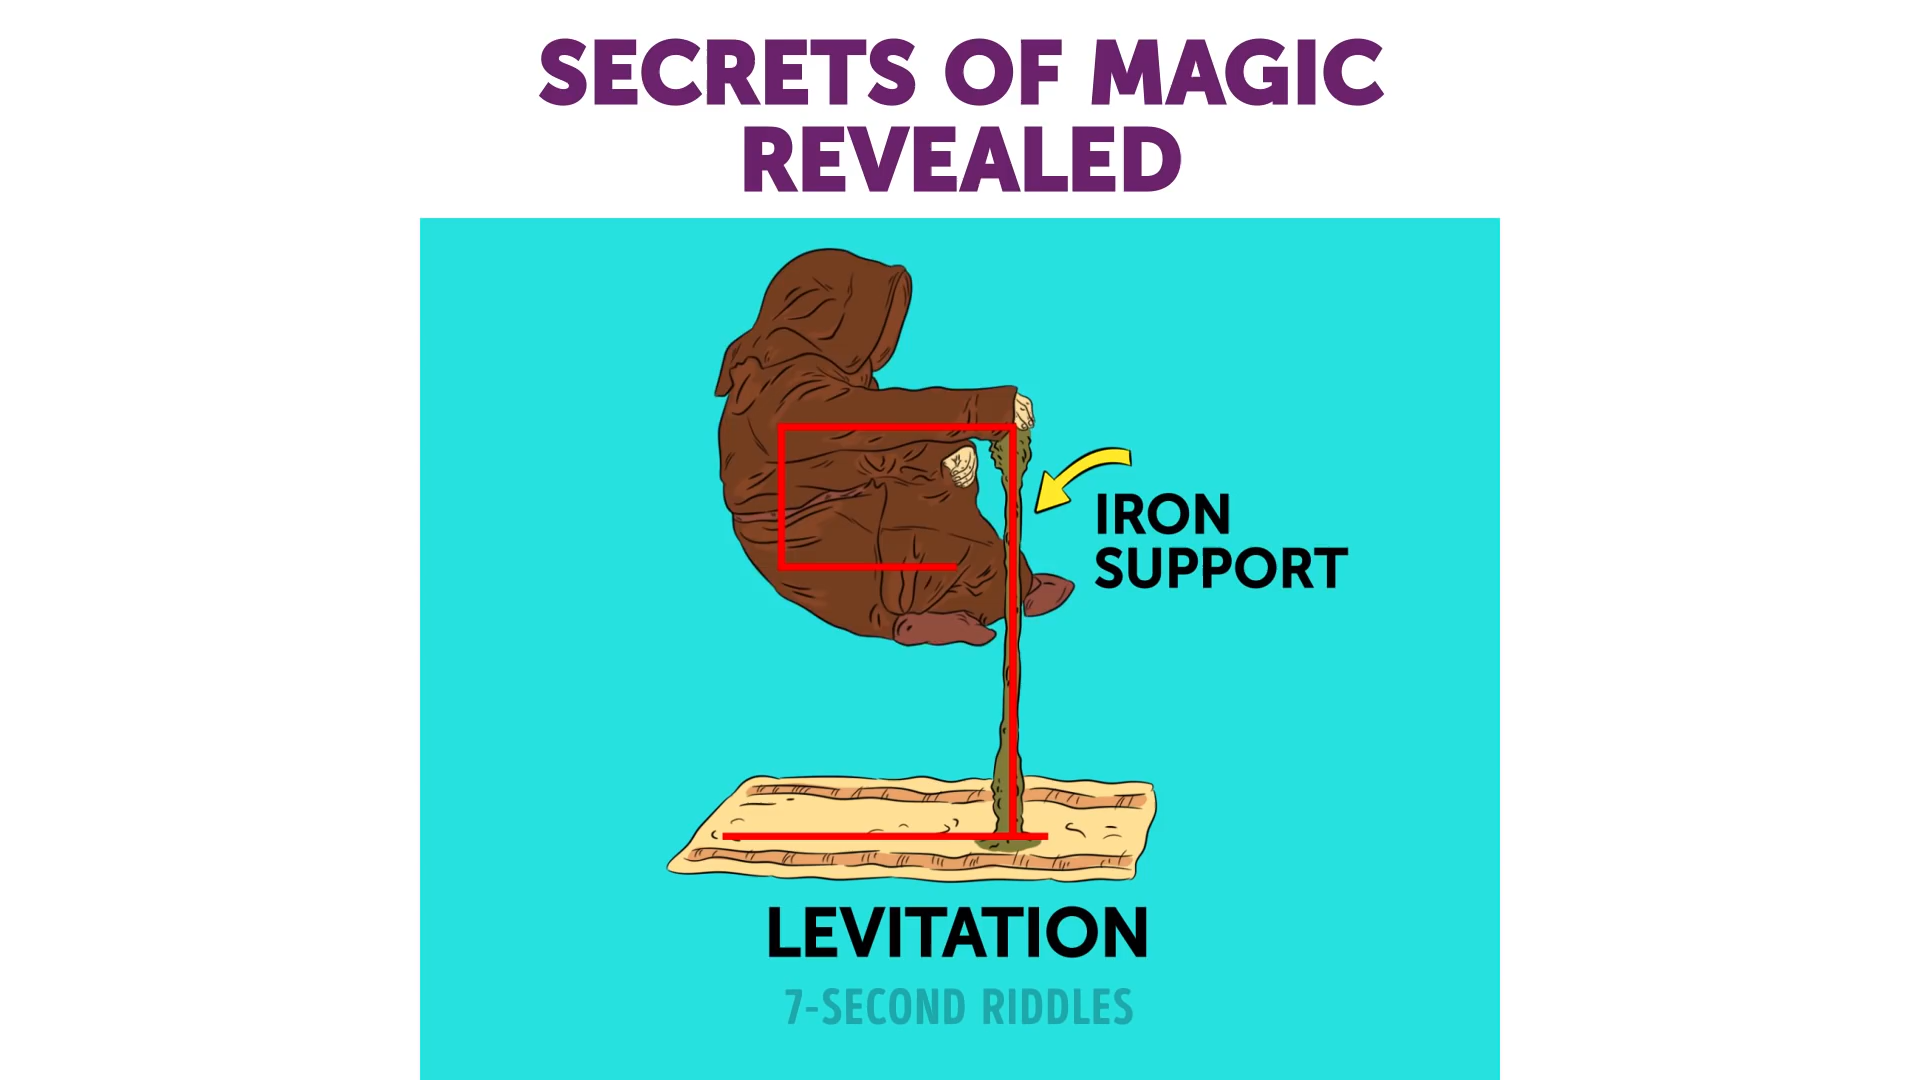 SECRETS OF MAGIC
REVEALED
IRON
SUPPORT
LEVITATION
7-SECOND RIDDLES